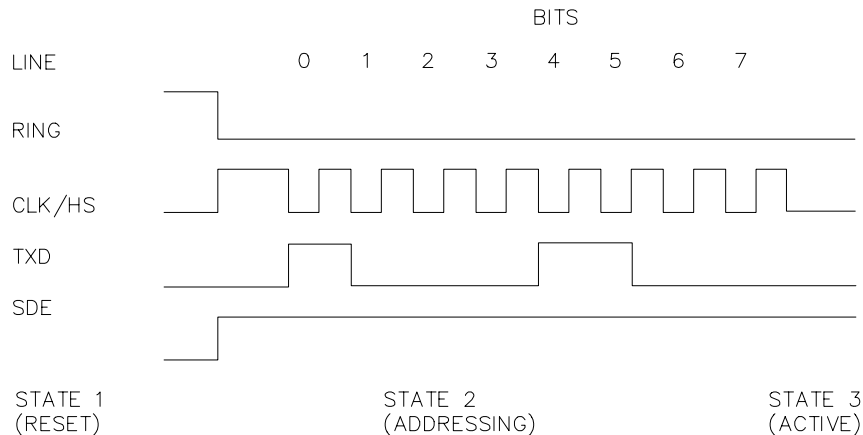 BITS
LINE 0 1 2 3 4 5 6 7
RING
CLK/HS
TXD
SDE
STATE 1 STATE 2 STATE 3
(RESET) (ADDRESSING) (ACTIVE)